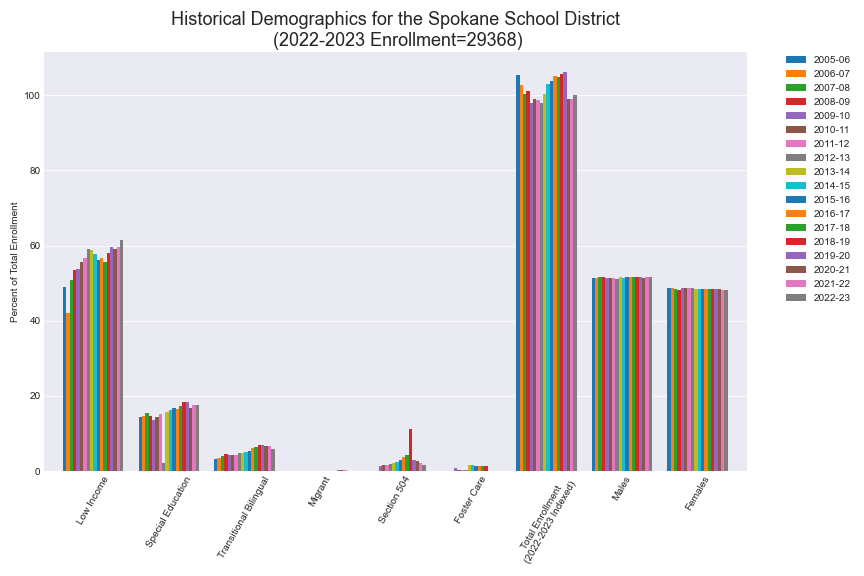 Historical Demographics for the Spokane School District
(2022-2023 Enrollment=29368)
Percent of Total Enrollment
100
80
60
40
20
0
Low Income
Special Education
Transitional Bilingual
Migrant
Section 504
Foster Care
Total Enrollment
(2022-2023 Indexed)
Males
Females
2005-06
2006-07
2007-08
2008-09
2009-10
2010-11
2011-12
2012-13
2013-14
2014-15
2015-16
2016-17
2017-18
2018-19
2019-20
2020-21
2021-22
2022-23